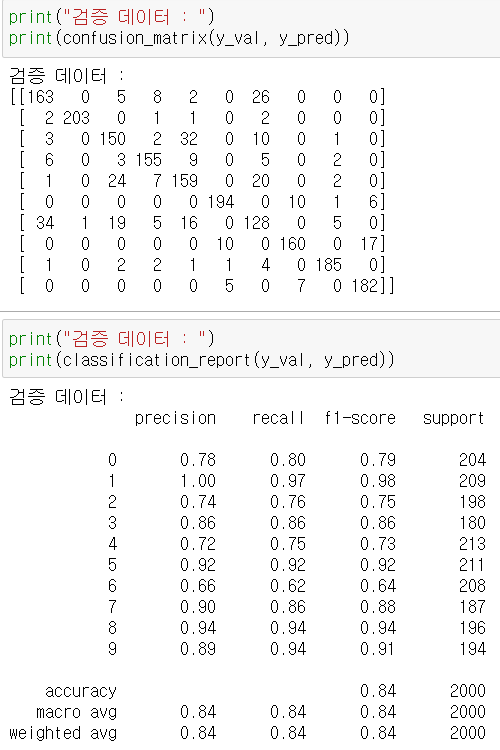 print("검증 데이터 : ")
print(confusion_matrix(y_val, y_pred))
검증 데이터 :
[[163   0   5   8   2   0  26   0   0   0]
 [  2 203   0   1   1   0   2   0   0   0]
 [  3   0 150   2  32   0  10   0   1   0]
 [  6   0   3 155   9   0   5   0   2   0]
 [  1   0  24   7 159   0  20   0   2   0]
 [  0   0   0   0   0 194   0  10   1   6]
 [ 34   1  19   5  16   0 128   0   5   0]
 [  0   0   0   0   0  10   0 160   0  17]
 [  1   0   2   2   1   1   4   0 185   0]
 [  0   0   0   0   0   5   0   7   0 182]]
print("검증 데이터 : ")
print(classification_report(y_val, y_pred))
검증 데이터 :
precision    recall  f1-score   support
0       0.78      0.80      0.79       204
1       1.00      0.97      0.98       209
2       0.74      0.76      0.75       198
3       0.86      0.86      0.86       180
4       0.72      0.75      0.73       213
5       0.92      0.92      0.92       211
6       0.66      0.62      0.64       208
7       0.90      0.86      0.88       187
8       0.94      0.94      0.94       196
9       0.89      0.94      0.91       194
accuracy                           0.84      2000
macro avg       0.84      0.84      0.84      2000
weighted avg       0.84      0.84      0.84      2000